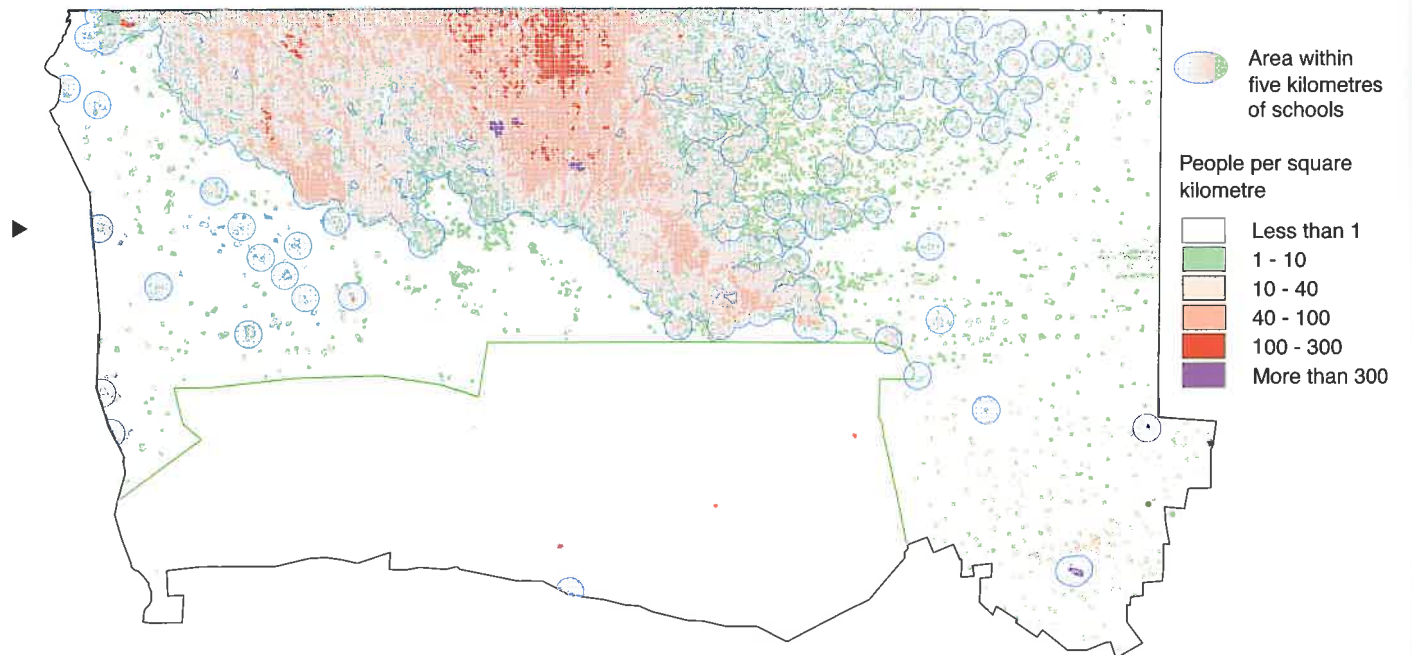 Area within
five kilometres
of schools
People per square
kilometre
Less than 1
1 - 10
10 - 40
40 - 100
100 - 300
More than 300